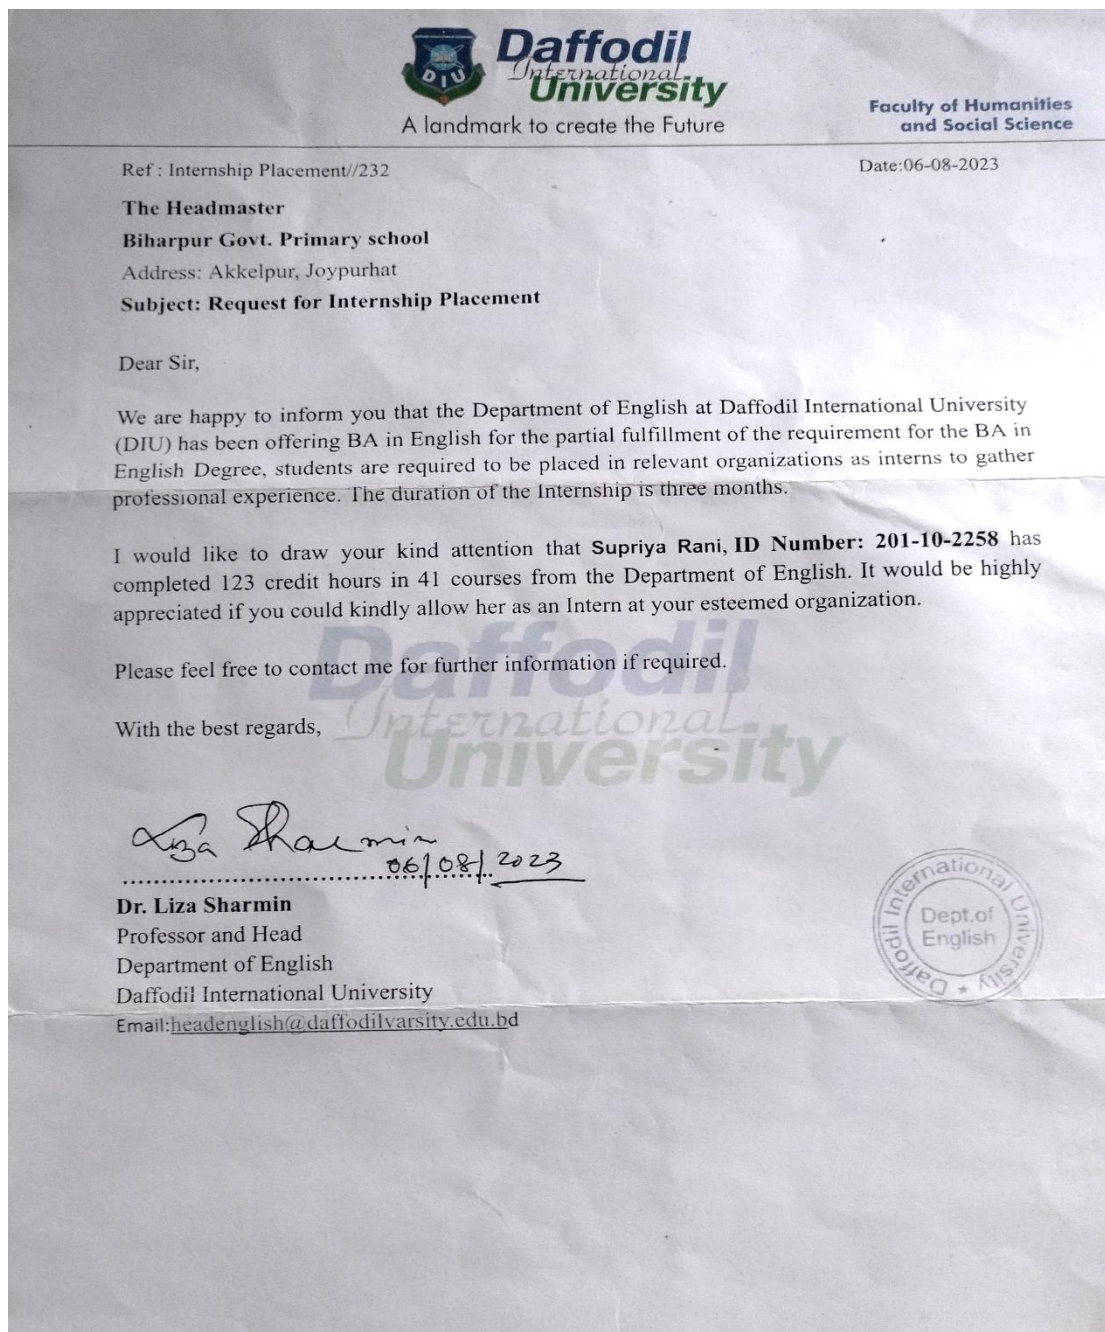 DIU
Daffodil
International
University
A landmark to create the Future
Faculty of Humanities
and Social Science
Ref : Internship Placement//232
Date:06-08-2023
The Headmaster
Biharpur Govt. Primary school
Address: Akkelpur, Joypurhat
Subject: Request for Internship Placement
Dear Sir,
We are happy to inform you that the Department of English at Daffodil International University
(DIU) has been offering BA in English for the partial fulfillment of the requirement for the BA in
English Degree, students are required to be placed in relevant organizations as interns to gather
professional experience. The duration of the Internship is three months.
I would like to draw your kind attention that Supriya Rani, ID Number: 201-10-2258 has
completed 123 credit hours in 41 courses from the Department of English. It would be highly
appreciated if you could kindly allow her as an Intern at your esteemed organization.
Daffodil
International
University
Please feel free to contact me for further information if required.
With the best regards,
Liza Sharmin
06/08/2023
Dr. Liza Sharmin
Professor and Head
Department of English
Daffodil International University
Email:headenglish@daffodilvarsity.edu.bd
Daffodil International University *
Dept.of
English